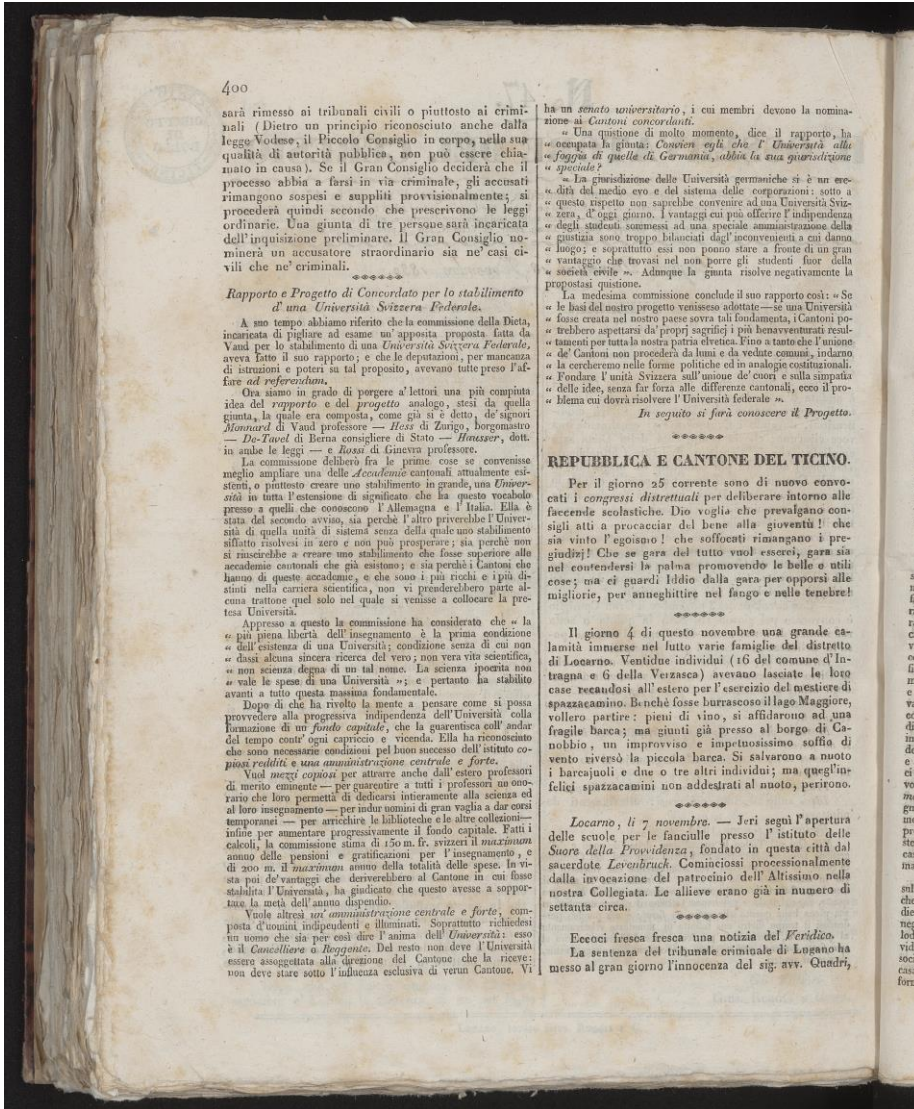 400
sarà rimesso ai tribunali civili o piuttosto ai crimi-
nali (Dietro un principio riconosciuto anche dalla
legge Vodese, il Piccolo Consiglio in corpo, nella sua
qualità di autorità pubblica, non può essere chia-
mato in causa). Se il Gran Consiglio deciderà che il
processo abbia a farsi in via criminale, gli accusati
rimangono sospesi e suppliti provvisionalmente; si
procederà quindi secondo che prescrivono le leggi
ordinarie. Una giunta di tre persone sarà incaricata
dell'inquisizione preliminare. Il Gran Consiglio no-
minerà un accusatore straordinario sia ne' casi ci-
vili che ne' criminali.
Rapporto e Progetto di Concordato per lo stabilimento
d'una Università Svizzera Federale.
A suo tempo abbiamo riferito che la commissione della Dieta,
incaricata di pigliare ad esame un'apposita proposta fatta da
Vaud per lo stabilimento di una Università Svizzera Federale,
aveva fatto il suo rapporto; e che le deputazioni, per mancanza
di istruzioni e poteri su tal proposito, avevano tutte preso l'af-
fare ad referendum.
Ora siamo in grado di porgere a' lettori una più compiuta
idea del rapporto e del progetto analogo, stesi da quella
giunta, la quale era composta, come già si è detto, de' signori
Monnard di Vaud professore — Hess di Zurigo, borgomastro
— De-Tavel di Berna consigliere di Stato — Hausser, dott.
in ambe le leggi — e Rossi di Ginevra professore.
La commissione deliberò fra le prime cose se convenisse
meglio ampliare una delle Accademie cantonali attualmente esi-
stenti, o piuttosto creare uno stabilimento in grande, una Univer-
sità in tutta l'estensione di significato che ha questo vocabolo
presso a quelli che conoscono l'Allemagna e l'Italia. Ella è
stata del secondo avviso, sia perchè l'altro priverebbe l'Univer-
sità di quella unità di sistema senza della quale uno stabilimento
siffatto risolvesi in zero e non può prosperare; sia perchè non
si riuscirebbe a creare uno stabilimento che fosse superiore alle
accademie cantonali che già esistono; e sia perchè i Cantoni che
hanno di queste accademie, e che sono i più ricchi e i più di-
stinti nella carriera scientifica, non vi prenderebbero parte al-
cuna trattone quel solo nel quale si venisse a collocare la pre-
tesa Università.
Appresso a questo la commissione ha considerato che « la
« più piena libertà dell'insegnamento è la prima condizione
« dell'esistenza di una Università; condizione senza di cui non
« dassi alcuna sincera ricerca del vero; non vera vita scientifica,
« non scienza degna di un tal nome. La scienza ipocrita non
« vale le spese di una Università »; e pertanto ha stabilito
avanti a tutto questa massima fondamentale.
Dopo di che ha rivolto la mente a pensare come si possa
provvedere alla progressiva indipendenza dell'Università colla
formazione di un fondo capitale, che la guarentisca coll'andar
del tempo contr'ogni capriccio e vicenda. Ella ha riconosciuto
che sono necessarie condizioni pel buon successo dell'istituto co-
piosi redditi e una amministrazione centrale e forte.
Vuol mezzi copiosi per attrarre anche dall'estero professori
di merito eminente — per guarentire a tutti i professori un ono-
rario che loro permetta di dedicarsi intieramente alla scienza ed
al loro insegnamento — per indur uomini di gran vaglia a dar corsi
temporanei — per arricchire le biblioteche e le altre collezioni —
infine per aumentare progressivamente il fondo capitale. Fatti i
calcoli, la commissione stima di 150 m. fr. svizzeri il maximum
annuo delle pensioni e gratificazioni per l'insegnamento, e
di 200 m. il maximum annuo della totalità delle spese. In vi-
sta poi de' vantaggi che deriverebbero al Cantone in cui fosse
stabilita l'Università, ha giudicato che questo avesse a soppor-
tare la metà dell'annuo dispendio.
Vuole altresì un'amministrazione centrale e forte, com-
posta d'uomini indipendenti e illuminati. Soprattutto richiedesi
un uomo che sia per così dire l'anima dell'Università: esso
è il Cancelliere o Reggente. Del resto non deve l'Università
essere assoggettata alla direzione del Cantone che la riceve:
non deve stare sotto l'influenza esclusiva di verun Cantone. Vi
ha un senato universitario, i cui membri devono la nomina-
zione ai Cantoni concordanti.
« Una quistione di molto momento, dice il rapporto, ha
« occupata la giunta: Convien egli che l'Università alla
« foggia di quelle di Germania, abbia la sua giurisdizione
« speciale?
« La giurisdizione delle Università germaniche si è un ere-
« dità del medio evo e del sistema delle corporazioni: sotto a
« questo rispetto non saprebbe convenire ad una Università Sviz-
« zera, d'oggi giorno. I vantaggi cui può offerire l'indipendenza
« degli studenti sommessi ad una speciale amministrazione della
« giustizia sono troppo bilanciati dagl'inconvenienti a cui danno
« luogo; e soprattutto essi non ponno stare a fronte di un gran
« vantaggio che trovasi nel non porre gli studenti fuor della
« società civile ». Adunque la giunta risolve negativamente la
propostasi quistione.
La medesima commissione conclude il suo rapporto così: « Se
« le basi del nostro progetto venissero adottate — se una Università
« fosse creata nel nostro paese sovra tali fondamenta, i Cantoni po-
« trebbero aspettarsi da' proprj sagrificj i più benavventurati resul-
« tamenti per tutta la nostra patria elvetica. Fino a tanto che l'unione
« de' Cantoni non procederà da lumi e da vedute comuni, indarno
« la cercheremo nelle forme politiche ed in analogie costituzionali.
« Fondare l'unità Svizzera sull'unione de' cuori e sulla simpatia
« delle idee, senza far forza alle differenze cantonali, ecco il pro-
« blema cui dovrà risolvere l'Università federale ».
In seguito si farà conoscere il Progetto.
REPUBBLICA E CANTONE DEL TICINO.
Per il giorno 25 corrente sono di nuovo convo-
cati i congressi distrettuali per deliberare intorno alle
faccende scolastiche. Dio voglia che prevalgano con-
sigli atti a procacciar del bene alla gioventù! che
sia vinto l'egoismo! che soffocati rimangano i pre-
giudizj! Che se gara del tutto vuol esserci, gara sia
nel contendersi la palma promovendo le belle e utili
cose; ma ci guardi Iddio dalla gara per opporsi alle
migliorie, per anneghittire nel fango e nelle tenebre!
Il giorno 4 di questo novembre una grande ca-
lamità immerse nel lutto varie famiglie del distretto
di Locarno. Ventidue individui (16 del comune d'In-
tragna e 6 della Verzasca) avevano lasciate le loro
case recandosi all'estero per l'esercizio del mestiere di
spazzacamino. Benchè fosse burrascoso il lago Maggiore,
vollero partire: pieni di vino, si affidarono ad una
fragile barca; ma giunti già presso al borgo di Ca-
nobbio, un improvviso e impetuosissimo soffio di
vento riversò la piccola barca. Si salvarono a nuoto
i barcajuoli e due o tre altri individui; ma quegl'in-
felici spazzacamini non addestrati al nuoto, perirono.
Locarno, li 7 novembre. — Jeri seguì l'apertura
delle scuole per le fanciulle presso l'istituto delle
Suore della Provvidenza, fondato in questa città dal
sacerdote Levenbruck. Cominciossi processionalmente
dalla invocazione del patrocinio dell'Altissimo nella
nostra Collegiata. Le allieve erano già in numero di
settanta circa.
Eccoci fresca fresca una notizia del Veridico.
La sentenza del tribunale criminale di Lugano ha
messo al gran giorno l'innocenza del sig. avv. Quadri,